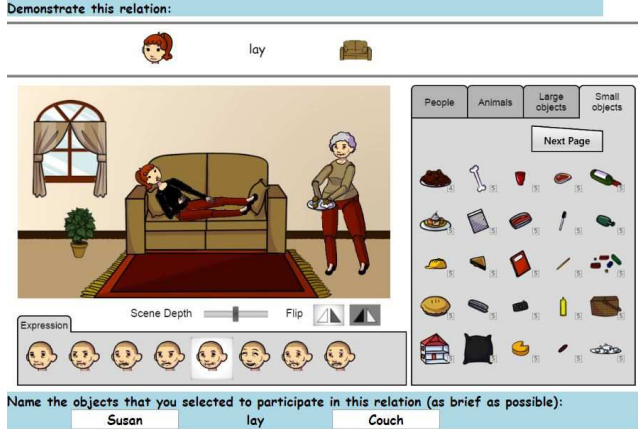 Demonstrate this relation:
lay
People
Animals
Large objects
Small objects
Next Page
Scene Depth
Flip
Expression
Name the objects that you selected to participate in this relation (as brief as possible):
Susan lay Couch